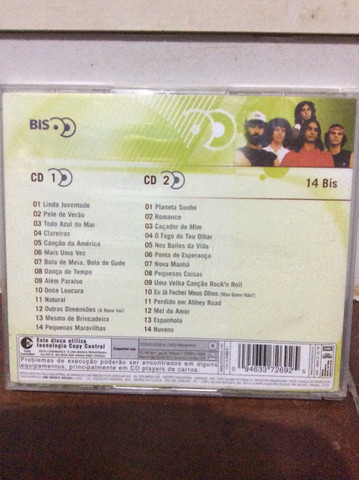 BIS
CD 1
CD 2
14 Bis
01 Linda Juventude
02 Pele de Verão
03 Todo Azul do Mar
04 Clareiras
05 Canção da América
06 Mais Uma Vez
07 Bola de Meia, Bola de Gude
08 Dança do Tempo
09 Além Paraíso
10 Doce Loucura
11 Natural
12 Outras Dimensões
13 Mesmo de Brincadeira
14 Pequenas Maravilhas
01 Planeta Sonho
02 Romance
03 Caçador de Mim
04 O Fogo do Teu Olhar
05 Nos Bailes da Vida
06 Ponta de Esperança
07 Nova Manhã
08 Pequenas Coisas
09 Uma Velha Canção Rock'n Roll
10 Eu Já Fechei Meus Olhos
11 Perdido em Abbey Road
12 Mel do Amor
13 Espanhola
14 Nuvens
Este disco utiliza
tecnologia Copy Control
Problemas de execução poderão ser encontrados em alguns
equipamentos, principalmente em CD players de carros.
EMI
0 94633 72692 5